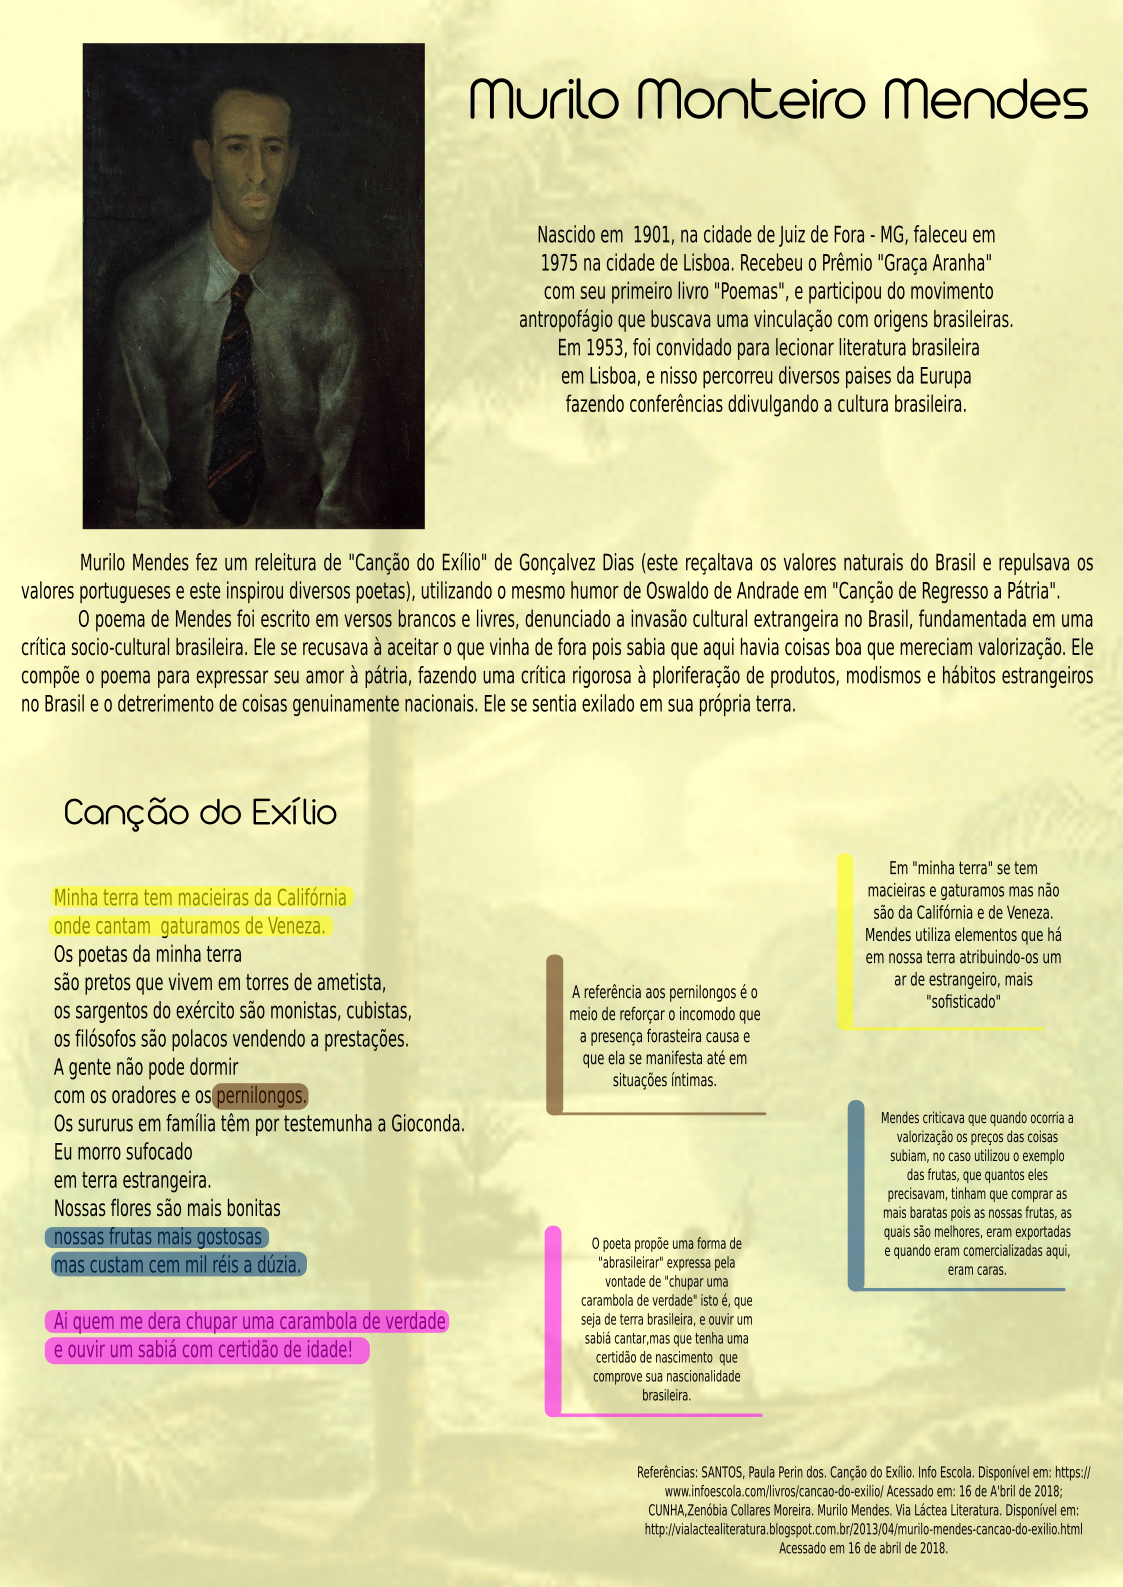 Murilo Monteiro Mendes
Nascido em 1901, na cidade de Juiz de Fora - MG, faleceu em
1975 na cidade de Lisboa. Recebeu o Prêmio "Graça Aranha"
com seu primeiro livro "Poemas", e participou do movimento
antropofágio que buscava uma vinculação com origens brasileiras.
Em 1953, foi convidado para lecionar literatura brasileira
em Lisboa, e nisso percorreu diversos paises da Eurupa
fazendo conferências ddivulgando a cultura brasileira.
Murilo Mendes fez um releitura de "Canção do Exílio" de Gonçalvez Dias (este reçaltava os valores naturais do Brasil e repulsava os
valores portugueses e este inspirou diversos poetas), utilizando o mesmo humor de Oswaldo de Andrade em "Canção de Regresso a Pátria".
O poema de Mendes foi escrito em versos brancos e livres, denunciado a invasão cultural extrangeira no Brasil, fundamentada em uma
crítica socio-cultural brasileira. Ele se recusava à aceitar o que vinha de fora pois sabia que aqui havia coisas boa que mereciam valorização. Ele
compõe o poema para expressar seu amor à pátria, fazendo uma crítica rigorosa à ploriferação de produtos, modismos e hábitos estrangeiros
no Brasil e o detrerimento de coisas genuinamente nacionais. Ele se sentia exilado em sua própria terra.
Canção do Exílio
Minha terra tem macieiras da Califórnia
onde cantam gaturamos de Veneza.
Os poetas da minha terra
são pretos que vivem em torres de ametista,
os sargentos do exército são monistas, cubistas,
os filósofos são polacos vendendo a prestações.
A gente não pode dormir
com os oradores e os pernilongos.
Os sururus em família têm por testemunha a Gioconda.
Eu morro sufocado
em terra estrangeira.
Nossas flores são mais bonitas
nossas frutas mais gostosas
mas custam cem mil réis a dúzia.
Ai quem me dera chupar uma carambola de verdade
e ouvir um sabiá com certidão de idade!
Em "minha terra" se tem
macieiras e gaturamos mas não
são da Califórnia e de Veneza.
Mendes utiliza elementos que há
em nossa terra atribuindo-os um
ar de estrangeiro, mais
"sofisticado"
A referência aos pernilongos é o
meio de reforçar o incomodo que
a presença forasteira causa e
que ela se manifesta até em
situações íntimas.
Mendes criticava que quando ocorria a
valorização os preços das coisas
subiam, no caso utilizou o exemplo
das frutas, que quantos eles
precisavam, tinham que comprar as
mais baratas pois as nossas frutas, as
quais são melhores, eram exportadas
e quando eram comercializadas aqui,
eram caras.
O poeta propõe uma forma de
"abrasileirar" expressa pela
vontade de "chupar uma
carambola de verdade" isto é, que
seja de terra brasileira, e ouvir um
sabiá cantar,mas que tenha uma
certidão de nascimento que
comprove sua nascionalidade
brasileira.
Referências: SANTOS, Paula Perin dos. Canção do Exílio. Info Escola. Disponível em: https://
www.infoescola.com/livros/cancao-do-exilio/ Acessado em: 16 de A'bril de 2018;
CUNHA,Zenóbia Collares Moreira. Murilo Mendes. Via Láctea Literatura. Disponível em:
http://vialactealiteratura.blogspot.com.br/2013/04/murilo-mendes-cancao-do-exilio.html
Acessado em 16 de abril de 2018.